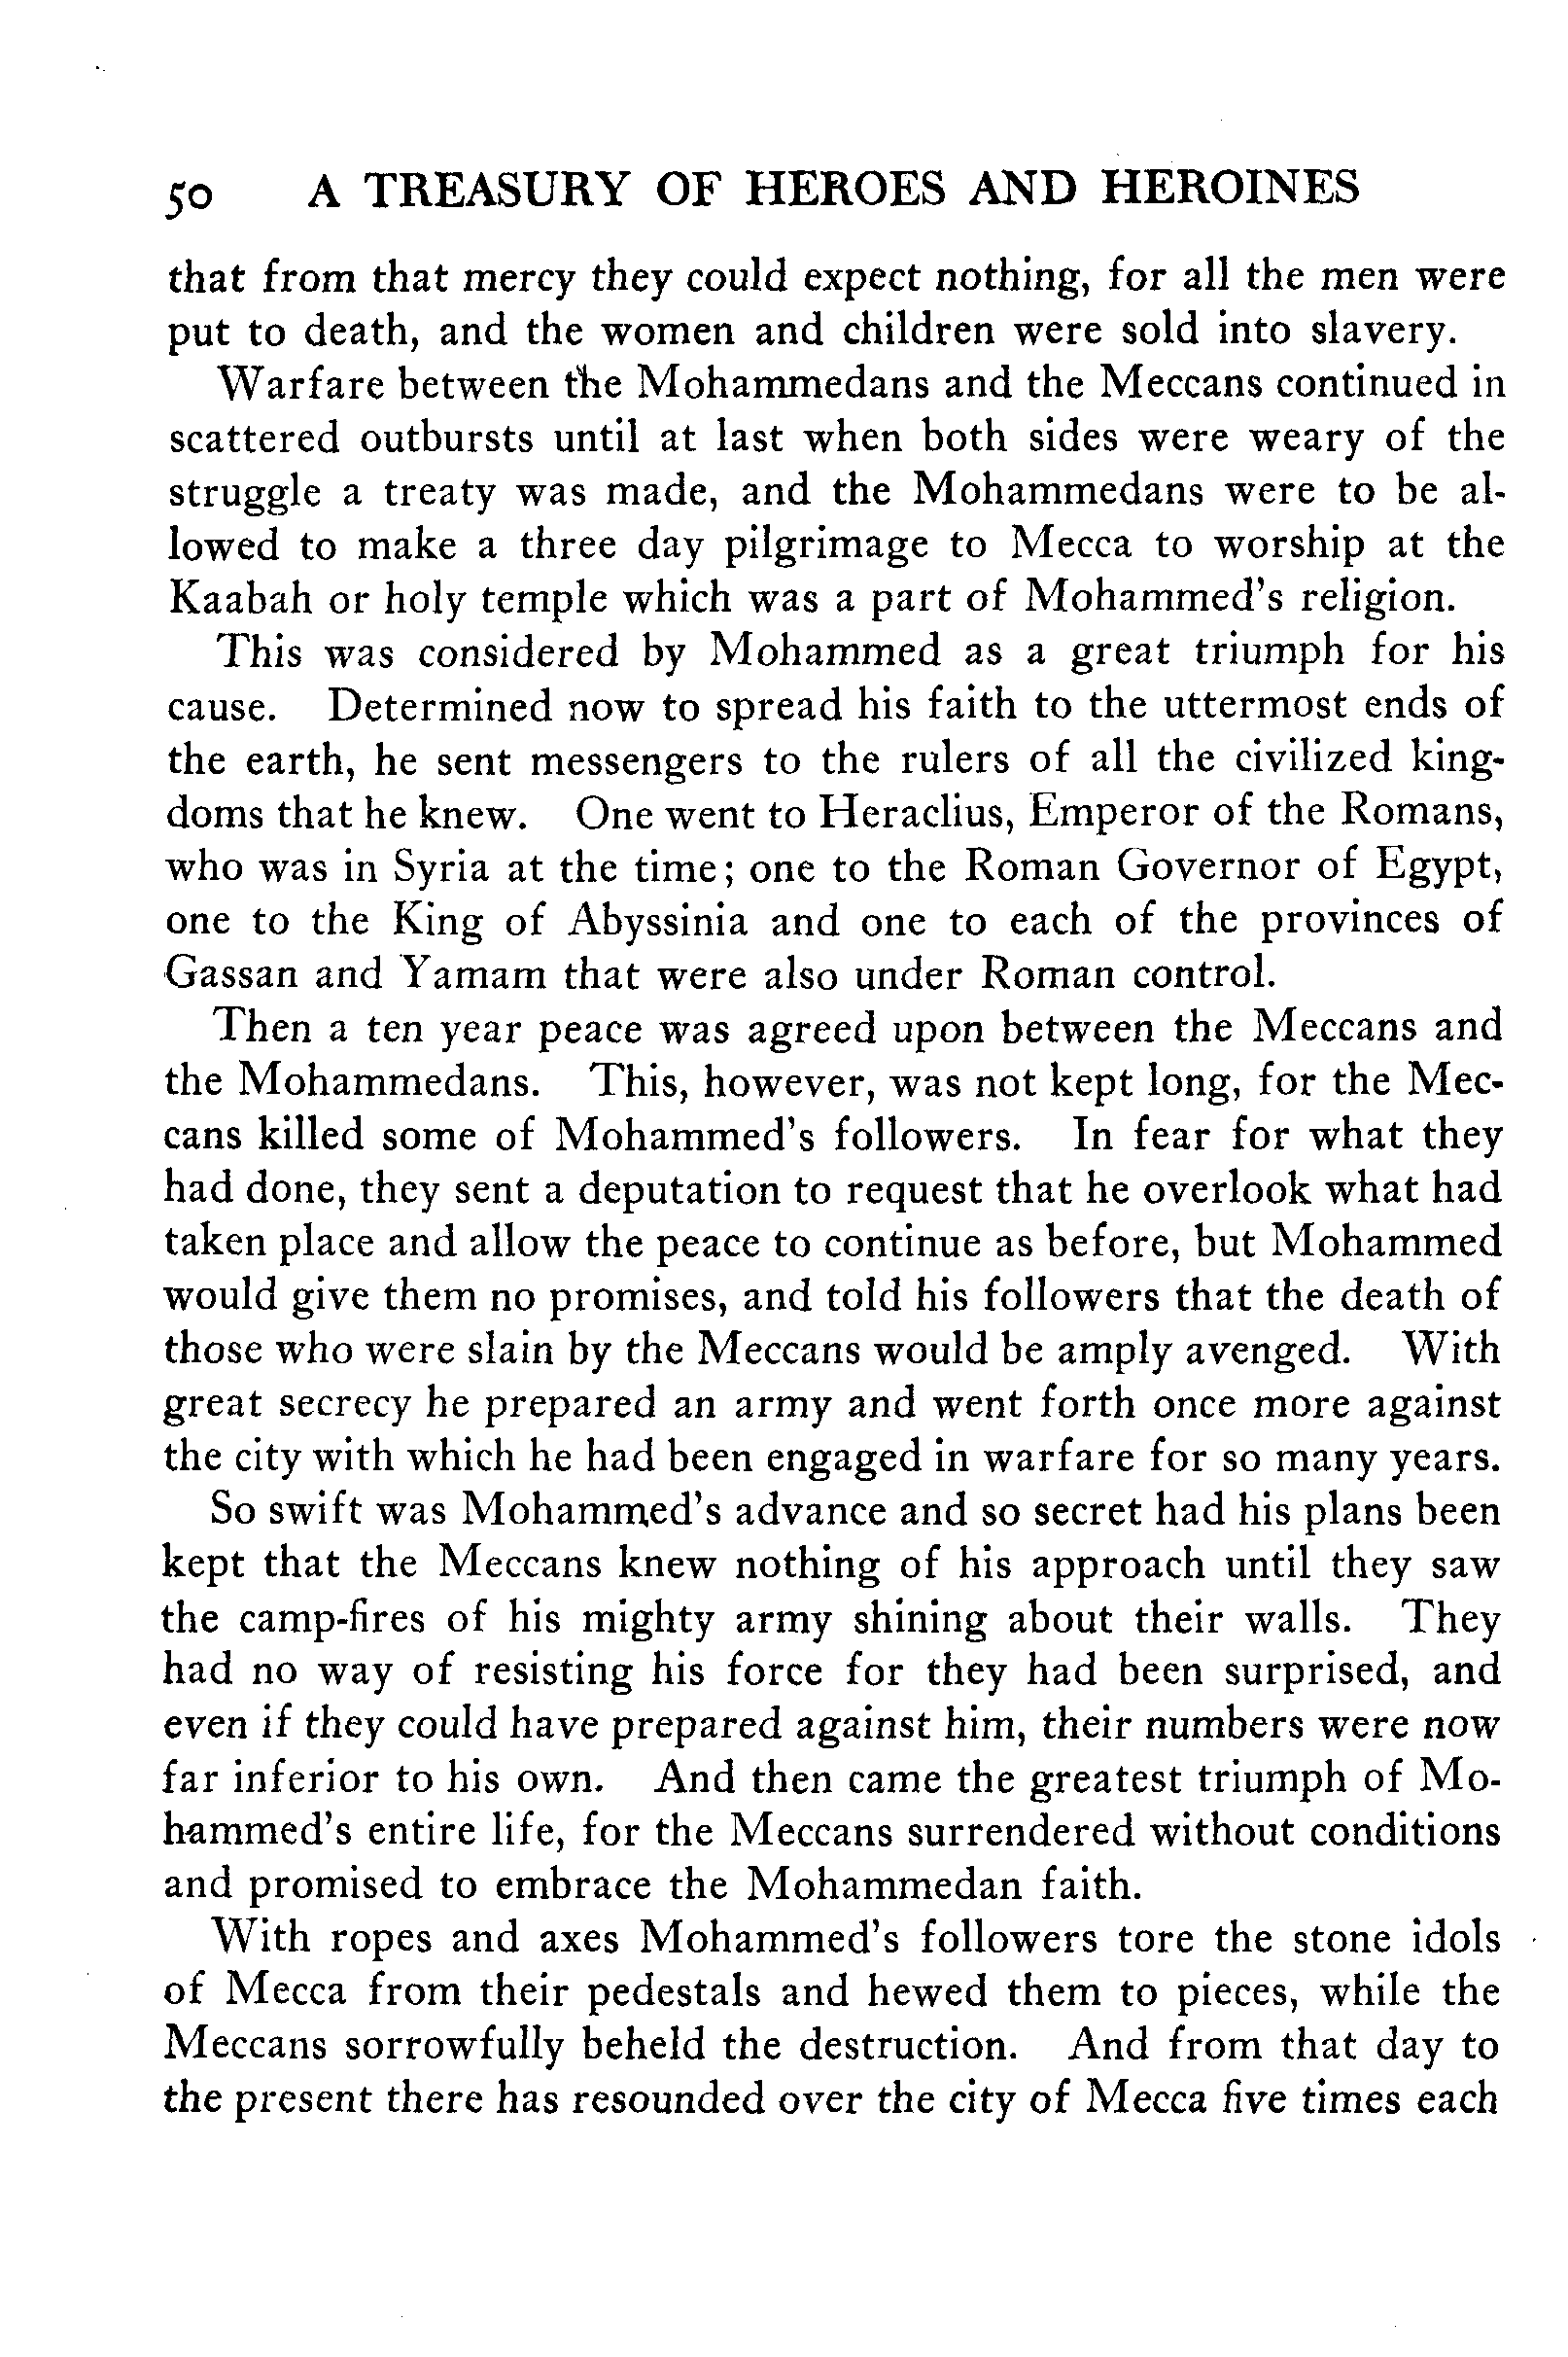 50 A TREASURY OF HEROES AND HEROINES
that from that mercy they could expect nothing, for all the men were
put to death, and the women and children were sold into slavery.
Warfare between the Mohammedans and the Meccans continued in
scattered outbursts until at last when both sides were weary of the
struggle a treaty was made, and the Mohammedans were to be al-
lowed to make a three day pilgrimage to Mecca to worship at the
Kaabah or holy temple which was a part of Mohammed's religion.
This was considered by Mohammed as a great triumph for his
cause. Determined now to spread his faith to the uttermost ends of
the earth, he sent messengers to the rulers of all the civilized king-
doms that he knew. One went to Heraclius, Emperor of the Romans,
who was in Syria at the time; one to the Roman Governor of Egypt,
one to the King of Abyssinia and one to each of the provinces of
Gassan and Yamam that were also under Roman control.
Then a ten year peace was agreed upon between the Meccans and
the Mohammedans. This, however, was not kept long, for the Mec-
cans killed some of Mohammed's followers. In fear for what they
had done, they sent a deputation to request that he overlook what had
taken place and allow the peace to continue as before, but Mohammed
would give them no promises, and told his followers that the death of
those who were slain by the Meccans would be amply avenged. With
great secrecy he prepared an army and went forth once more against
the city with which he had been engaged in warfare for so many years.
So swift was Mohammed's advance and so secret had his plans been
kept that the Meccans knew nothing of his approach until they saw
the camp-fires of his mighty army shining about their walls. They
had no way of resisting his force for they had been surprised, and
even if they could have prepared against him, their numbers were now
far inferior to his own. And then came the greatest triumph of Mo-
hammed's entire life, for the Meccans surrendered without conditions
and promised to embrace the Mohammedan faith.
With ropes and axes Mohammed's followers tore the stone idols
of Mecca from their pedestals and hewed them to pieces, while the
Meccans sorrowfully beheld the destruction. And from that day to
the present there has resounded over the city of Mecca five times each